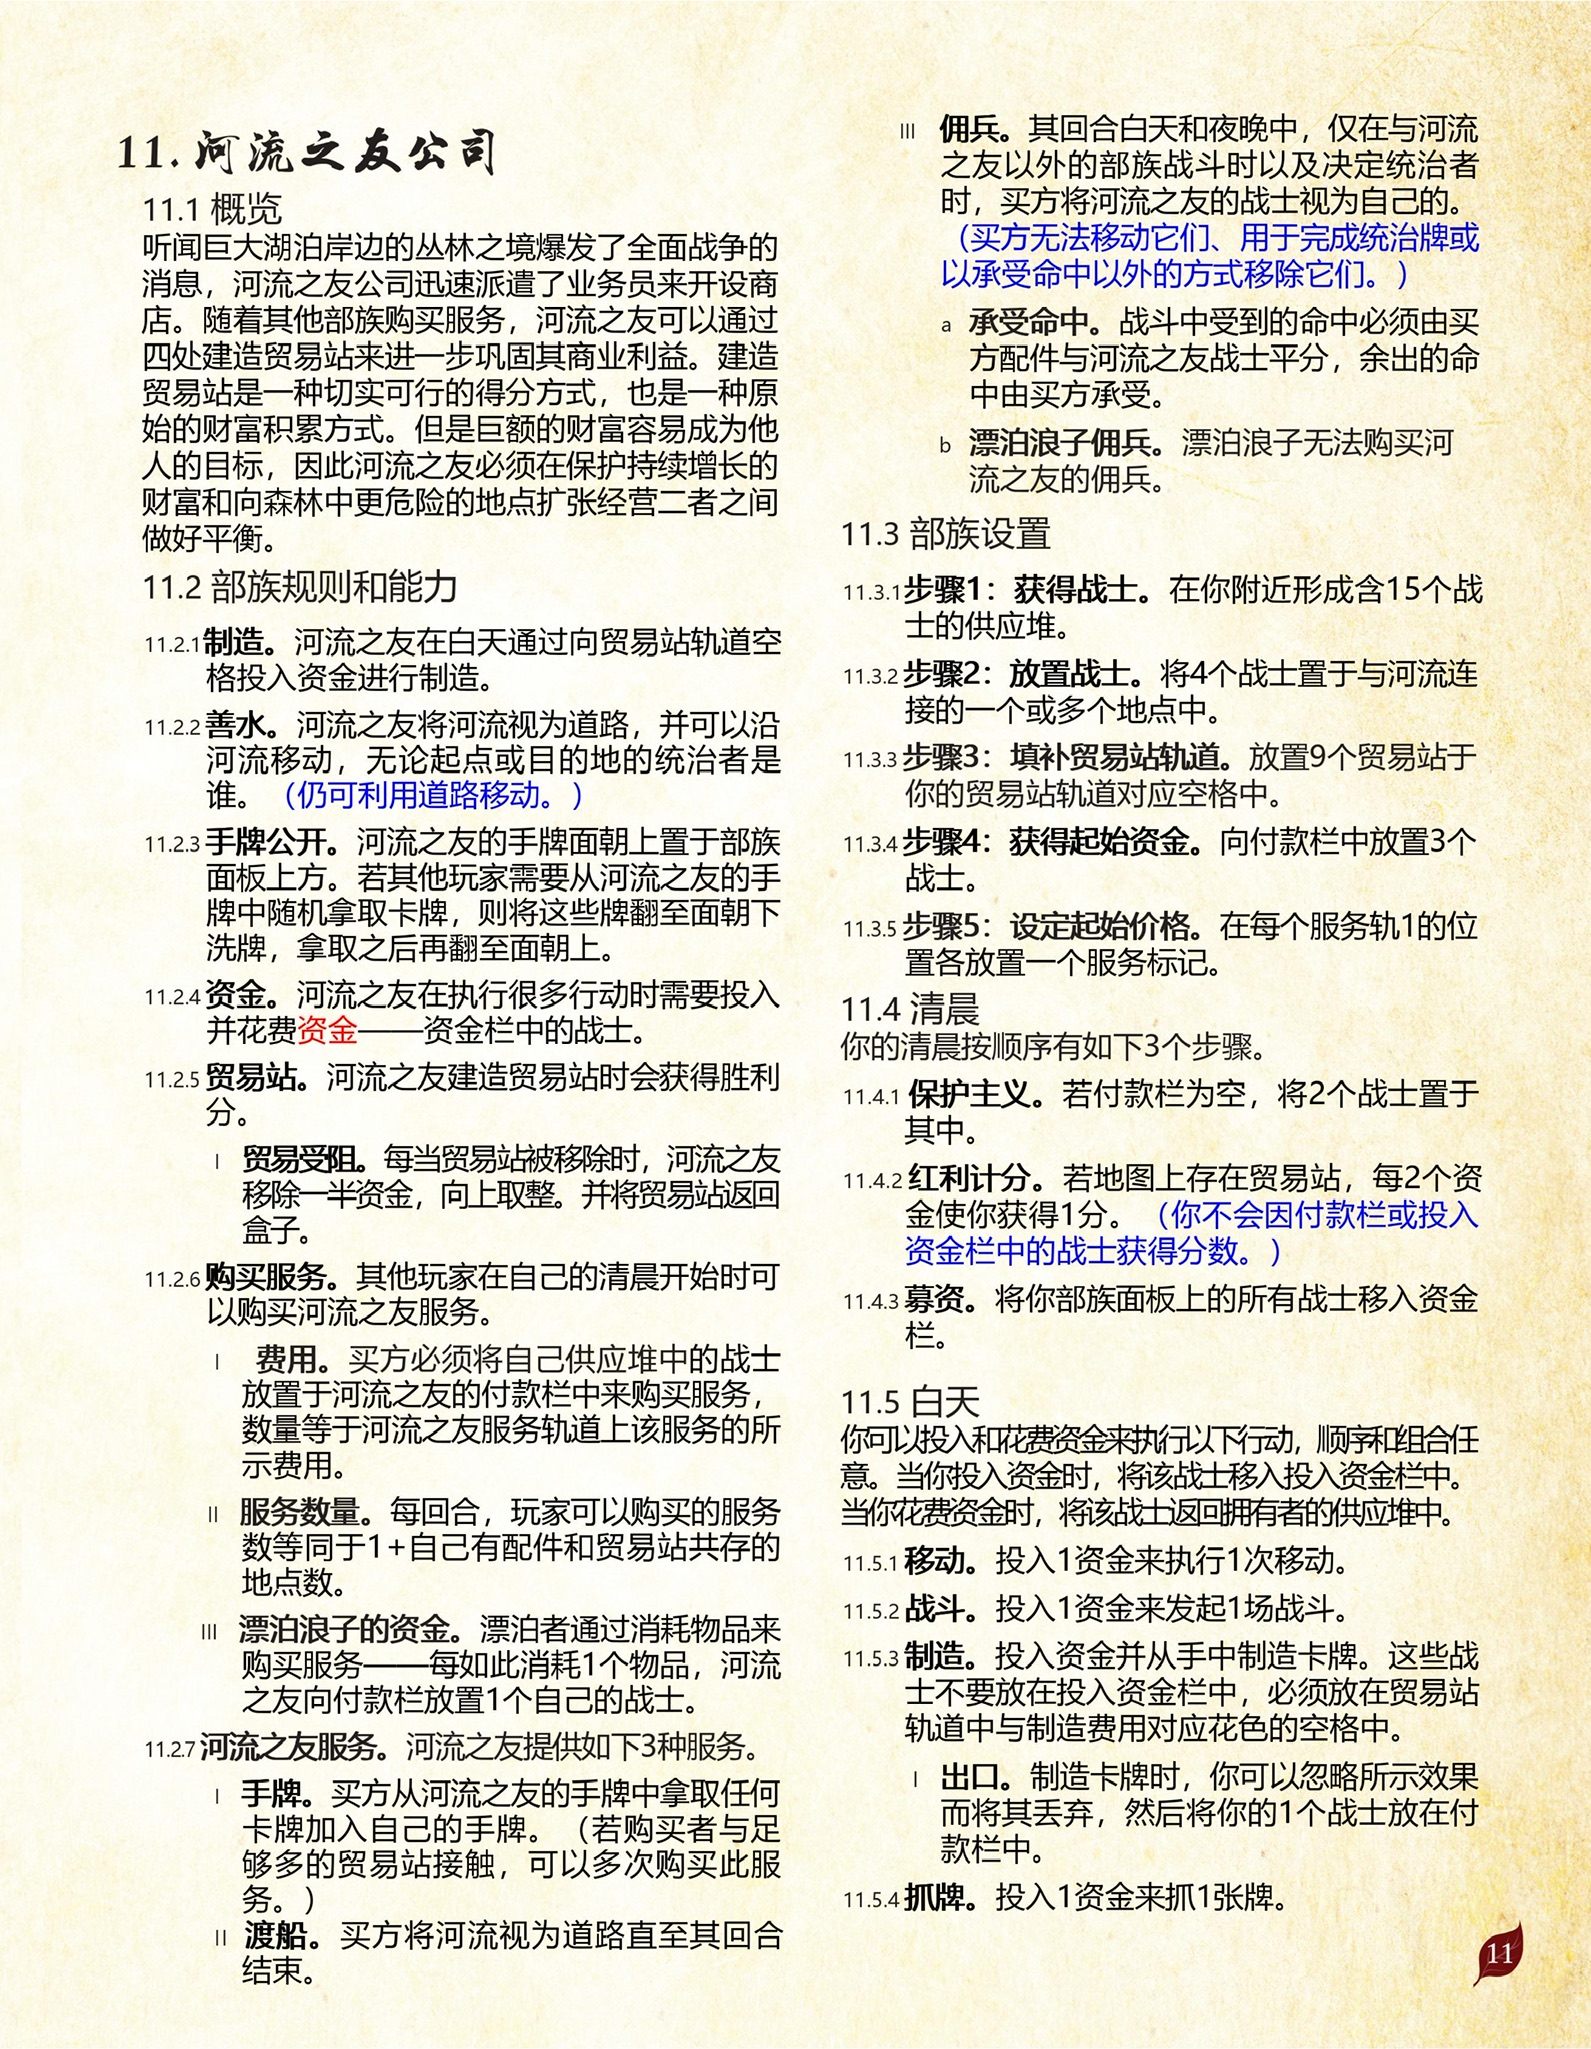 11. 河流之友公司
11.1 概览
听闻巨大湖泊岸边的丛林之境爆发了全面战争的
消息，河流之友公司迅速派遣了业务员来开设商
店。随着其他部族购买服务，河流之友可以通过
四处建造贸易站来进一步巩固其商业利益。建造
贸易站是一种切实可行的得分方式，也是一种原
始的财富积累方式。但是巨额的财富容易成为他
人的目标，因此河流之友必须在保护持续增长的
财富和向森林中更危险的地点扩张经营二者之间
做好平衡。
11.2 部族规则和能力
11.2.1 制造。河流之友在白天通过向贸易站轨道空
格投入资金进行制造。
11.2.2 善水。河流之友将河流视为道路，并可以沿
河流移动，无论起点或目的地的统治者是
谁。（仍可利用道路移动。）
11.2.3 手牌公开。河流之友的手牌面朝上置于部族
面板上方。若其他玩家需要从河流之友的手
牌中随机拿取卡牌，则将这些牌翻至面朝下
洗牌，拿取之后再翻至面朝上。
11.2.4 资金。河流之友在执行很多行动时需要投入
并花费资金——资金栏中的战士。
11.2.5 贸易站。河流之友建造贸易站时会获得胜利
分。
I 贸易受阻。每当贸易站被移除时，河流之友
移除一半资金，向上取整。并将贸易站返回
盒子。
11.2.6 购买服务。其他玩家在自己的清晨开始时可
以购买河流之友服务。
I 费用。买方必须将自己供应堆中的战士
放置于河流之友的付款栏中来购买服务，
数量等于河流之友服务轨道上该服务的所
示费用。
II 服务数量。每回合，玩家可以购买的服务
数等同于1+自己有配件和贸易站共存的
地点数。
III 漂泊浪子的资金。漂泊者通过消耗物品来
购买服务——每如此消耗1个物品，河流
之友向付款栏放置1个自己的战士。
11.2.7 河流之友服务。河流之友提供如下3种服务。
I 手牌。买方从河流之友的手牌中拿取任何
卡牌加入自己的手牌。（若购买者与足
够多的贸易站接触，可以多次购买此服
务。）
II 渡船。买方将河流视为道路直至其回合
结束。
III 佣兵。其回合白天和夜晚中，仅在与河流
之友以外的部族战斗时以及决定统治者
时，买方将河流之友的战士视为自己的。
（买方无法移动它们、用于完成统治牌或
以承受命中以外的方式移除它们。）
a 承受命中。战斗中受到的命中必须由买
方配件与河流之友战士平分，余出的命
中由买方承受。
b 漂泊浪子佣兵。漂泊浪子无法购买河
流之友的佣兵。
11.3 部族设置
11.3.1 步骤1：获得战士。在你附近形成含15个战
士的供应堆。
11.3.2 步骤2：放置战士。将4个战士置于与河流连
接的一个或多个地点中。
11.3.3 步骤3：填补贸易站轨道。放置9个贸易站于
你的贸易站轨道对应空格中。
11.3.4 步骤4：获得起始资金。向付款栏中放置3个
战士。
11.3.5 步骤5：设定起始价格。在每个服务轨1的位
置各放置一个服务标记。
11.4 清晨
你的清晨按顺序有如下3个步骤。
11.4.1 保护主义。若付款栏为空，将2个战士置于
其中。
11.4.2 红利计分。若地图上存在贸易站，每2个资
金使你获得1分。（你不会因付款栏或投入
资金栏中的战士获得分数。）
11.4.3 募资。将你部族面板上的所有战士移入资金
栏。
11.5 白天
你可以投入和花费资金来执行以下行动，顺序和组合任
意。当你投入资金时，将该战士移入投入资金栏中。
当你花费资金时，将该战士返回拥有者的供应堆中。
11.5.1 移动。投入1资金来执行1次移动。
11.5.2 战斗。投入1资金来发起1场战斗。
11.5.3 制造。投入资金并从手中制造卡牌。这些战
士不要放在投入资金栏中，必须放在贸易站
轨道中与制造费用对应花色的空格中。
I 出口。制造卡牌时，你可以忽略所示效果
而将其丢弃，然后将你的1个战士放在付
款栏中。
11.5.4 抓牌。投入1资金来抓1张牌。
11